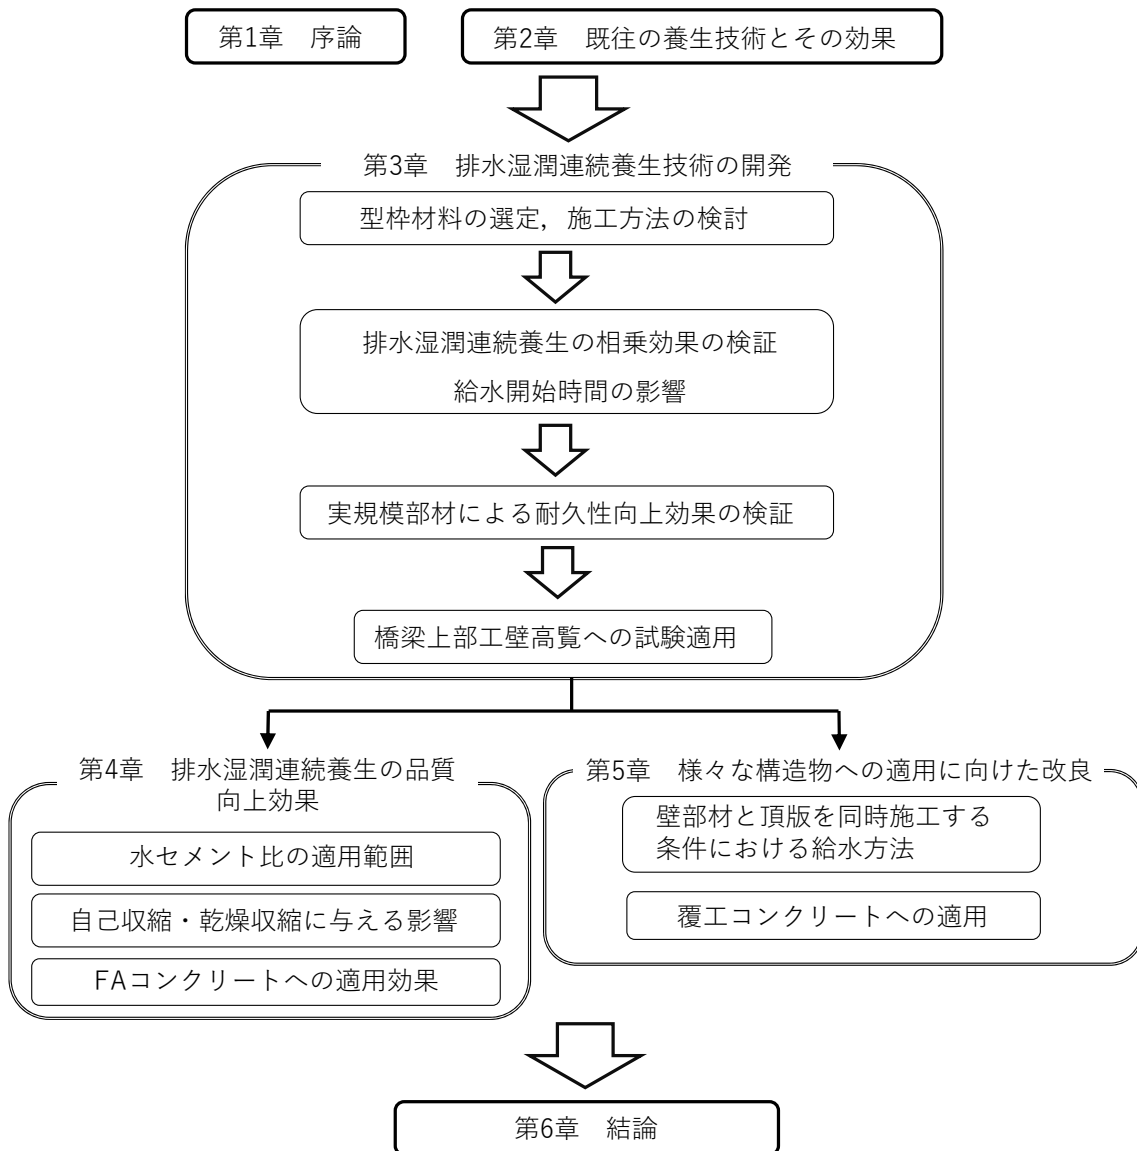 第1章　序論
第2章　既往の養生技術とその効果
第3章　排水湿潤連続養生技術の開発
型枠材料の選定，施工方法の検討
排水湿潤連続養生の相乗効果の検証
給水開始時間の影響
実規模部材による耐久性向上効果の検証
橋梁上部工壁高覧への試験適用
第4章　排水湿潤連続養生の品質
向上効果
水セメント比の適用範囲
自己収縮・乾燥収縮に与える影響
FAコンクリートへの適用効果
第5章　様々な構造物への適用に向けた改良
壁部材と頂版を同時施工する
条件における給水方法
覆工コンクリートへの適用
第6章　結論